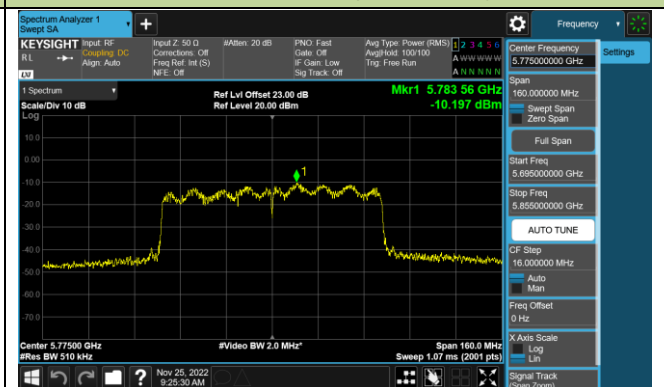 Spectrum Analyzer 1
Swept SA
+
Frequency
KEYSIGHT
RL
LXI
Input: RF
Coupling: DC
Align: Auto
Input Z: 50 Ω
Corrections: Off
Freq Ref: Int (S)
NFE: Off
#Atten: 20 dB
PNO: Fast
Gate: Off
IF Gain: Low
Sig Track: Off
Avg Type: Power (RMS)
Avg|Hold: 100/100
Trig: Free Run
1 2 3 4 5 6
A W W W W W
A N N N N N
1 Spectrum
Scale/Div 10 dB
Log
Ref Lvl Offset 23.00 dB
Ref Level 20.00 dBm
Mkr1 5.783 56 GHz
-10.197 dBm
1
10.0
0.00
-10.0
-20.0
-30.0
-40.0
-50.0
-60.0
-70.0
Center 5.77500 GHz
#Res BW 510 kHz
#Video BW 2.0 MHz*
Span 160.0 MHz
Sweep 1.07 ms (2001 pts)
?
Nov 25, 2022
9:25:30 AM
Center Frequency
5.775000000 GHz
Span
160.000000 MHz
Swept Span
Zero Span
Full Span
Start Freq
5.695000000 GHz
Stop Freq
5.855000000 GHz
AUTO TUNE
CF Step
16.000000 MHz
Auto
Man
Freq Offset
0 Hz
X Axis Scale
Log
Lin
Signal Track
(Span Zoom)
Settings